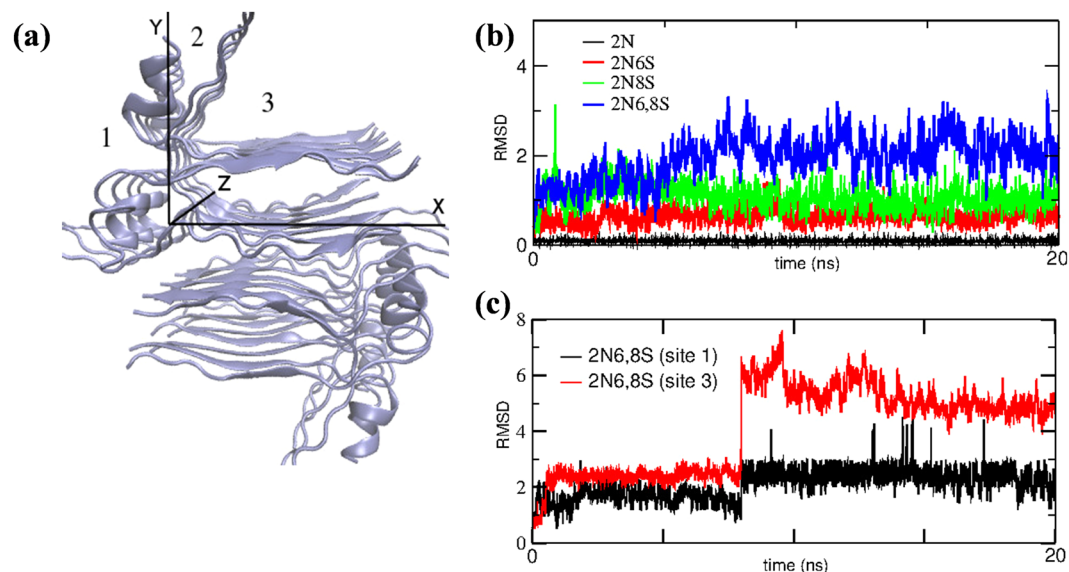 (a)
Y
2
3
1
Z
X
(b)
2N
2N6S
2N8S
2N6,8S
4
2
0
RMSD
0
20
time (ns)
(c)
8
2N6,8S (site 1)
2N6,8S (site 3)
6
4
2
0
RMSD
0
20
time (ns)